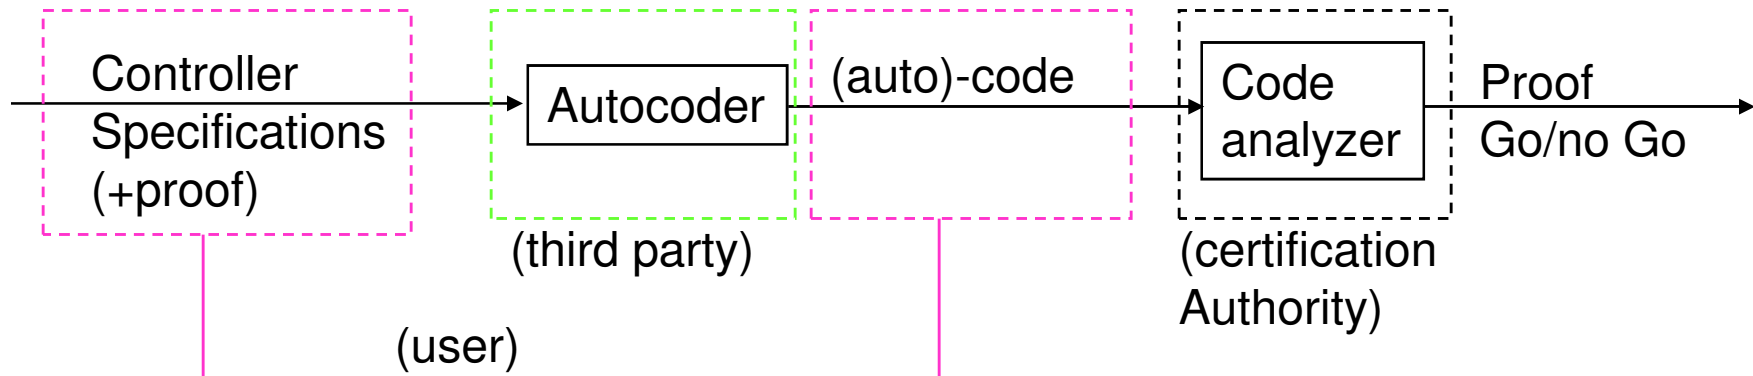 Controller
Specifications
(+proof)
Autocoder
(third party)
(auto)-code
Code
analyzer
(certification
Authority)
Proof
Go/no Go
(user)